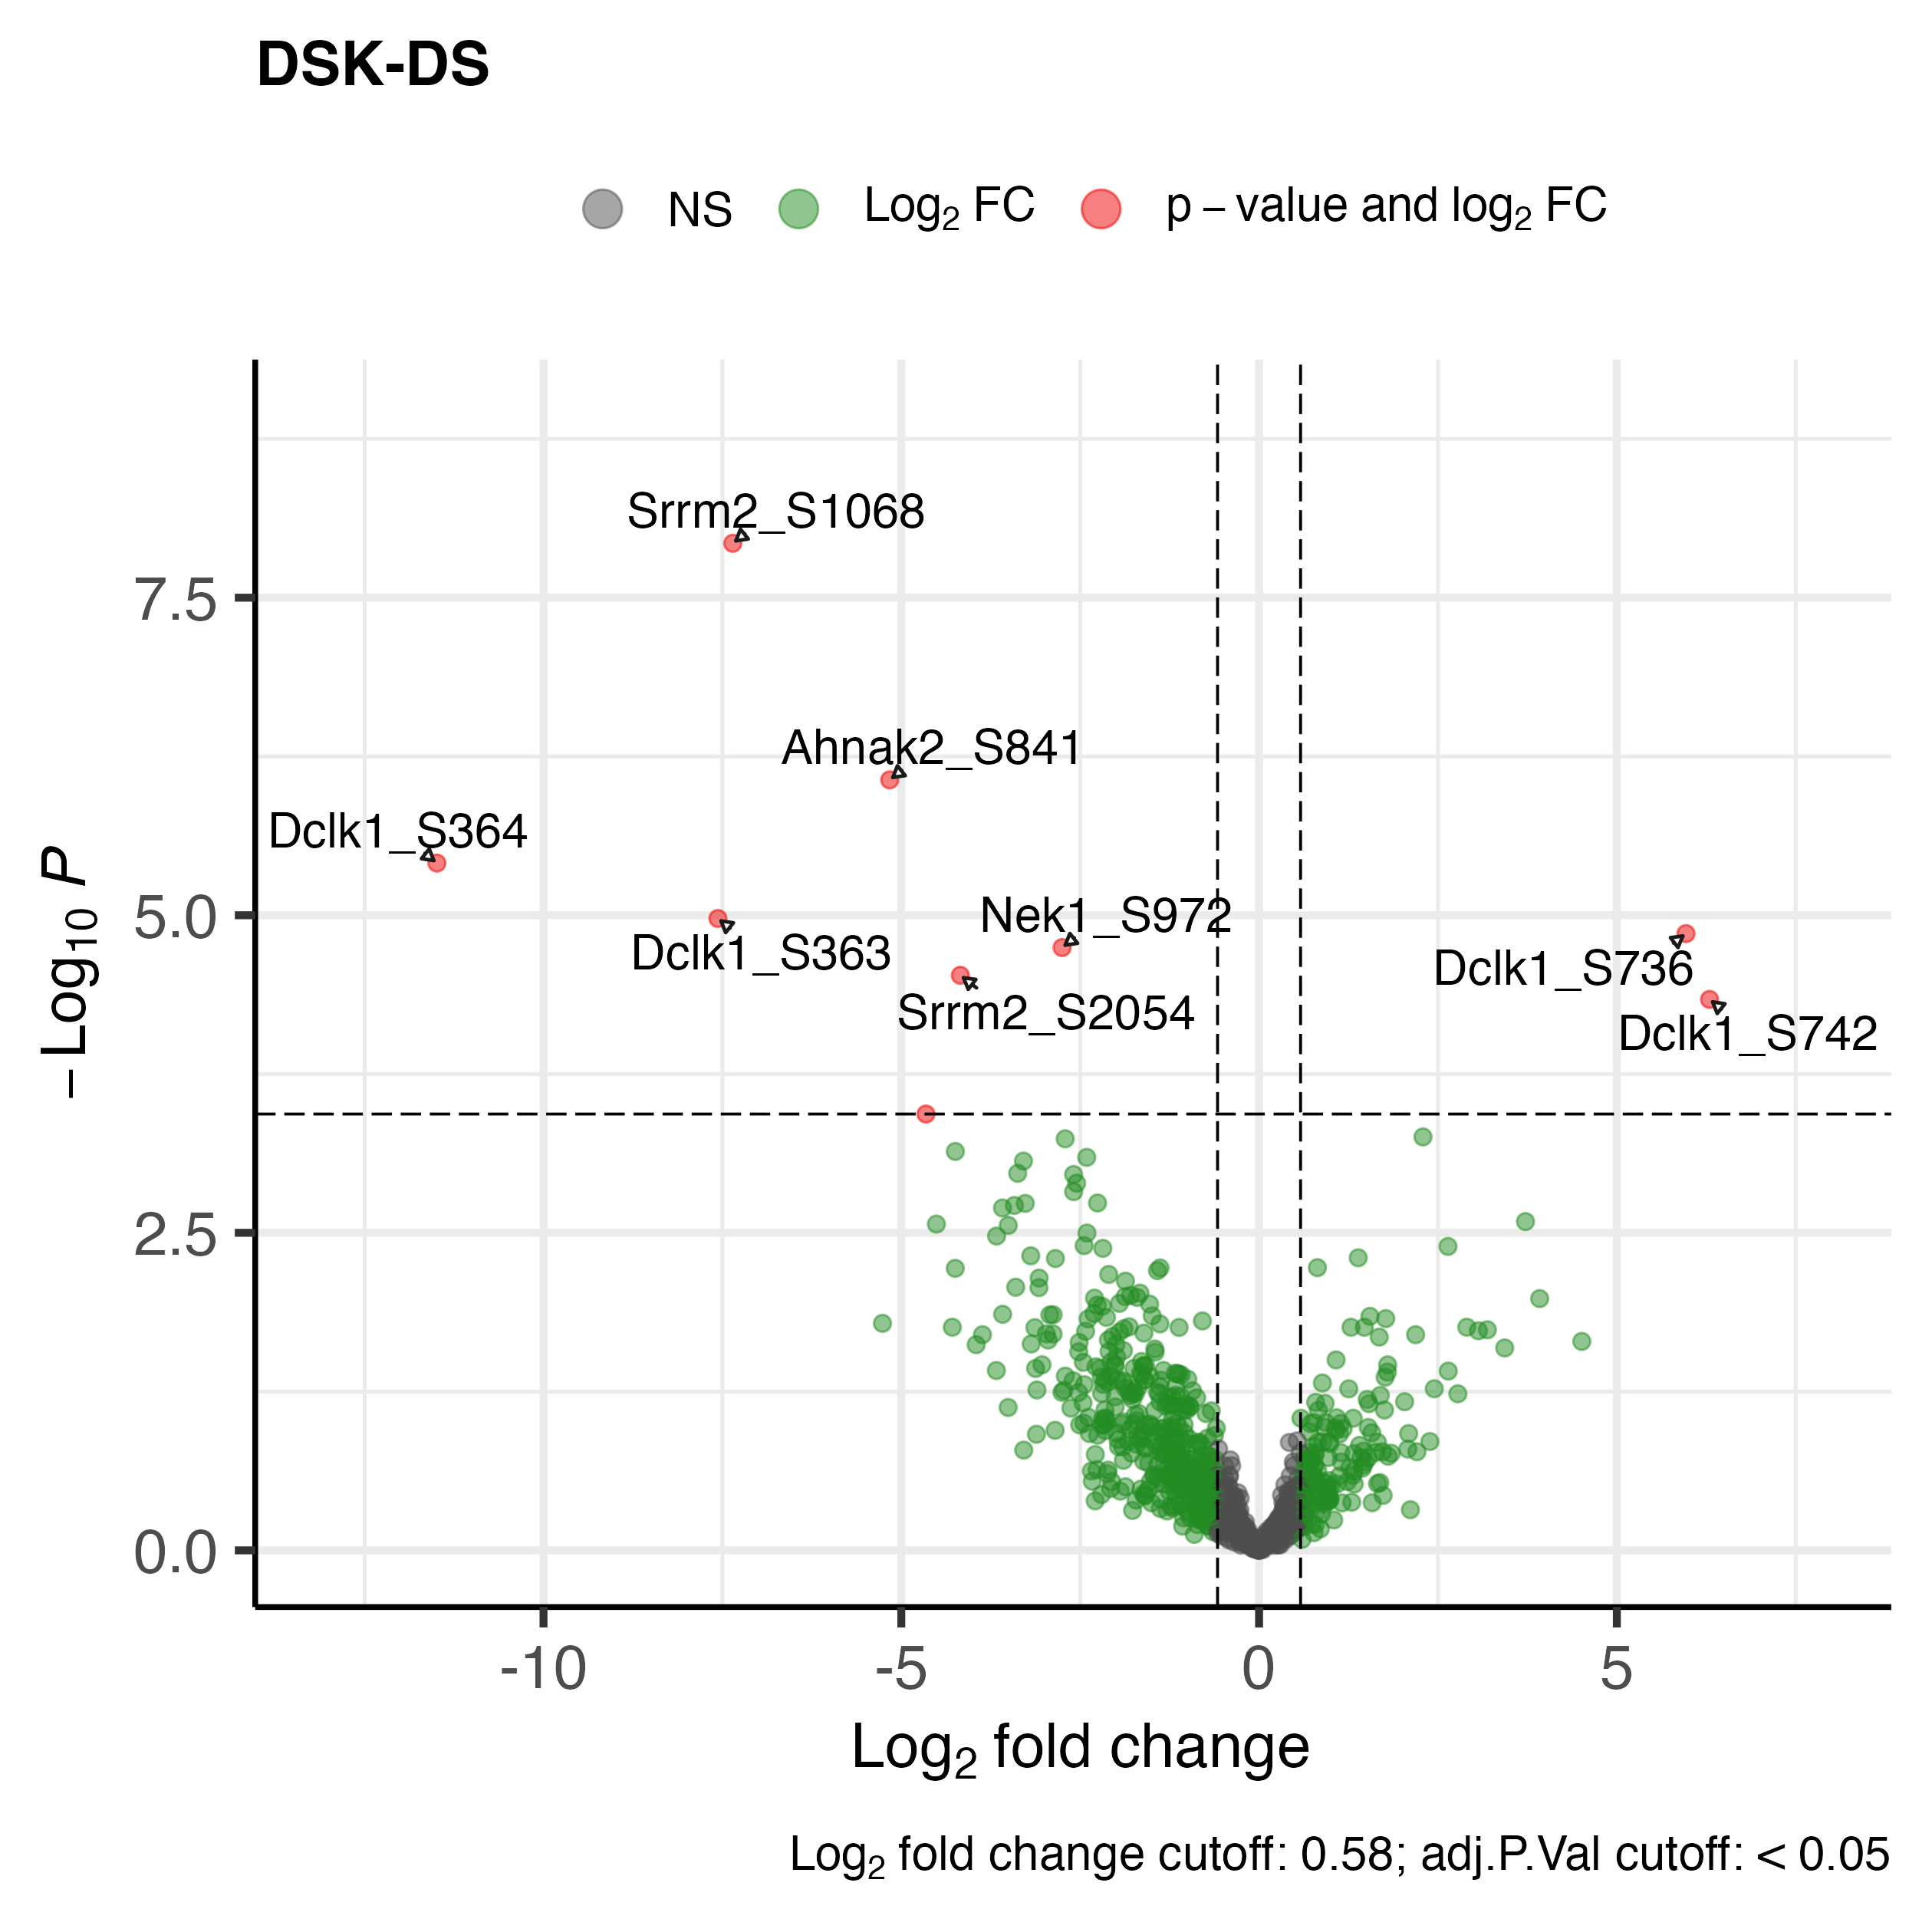 DSK-DS
NS Log₂ FC p – value and log₂ FC
Srrm2_S1068
7.5
Ahnak2_S841
Dclk1_S364
5.0
Nek1_S972
Dclk1_S363
Dclk1_S736
Srrm2_S2054
Dclk1_S742
– Log₁₀ P
2.5
0.0
-10 -5 0 5
Log₂ fold change
Log₂ fold change cutoff: 0.58; adj.P.Val cutoff: < 0.05